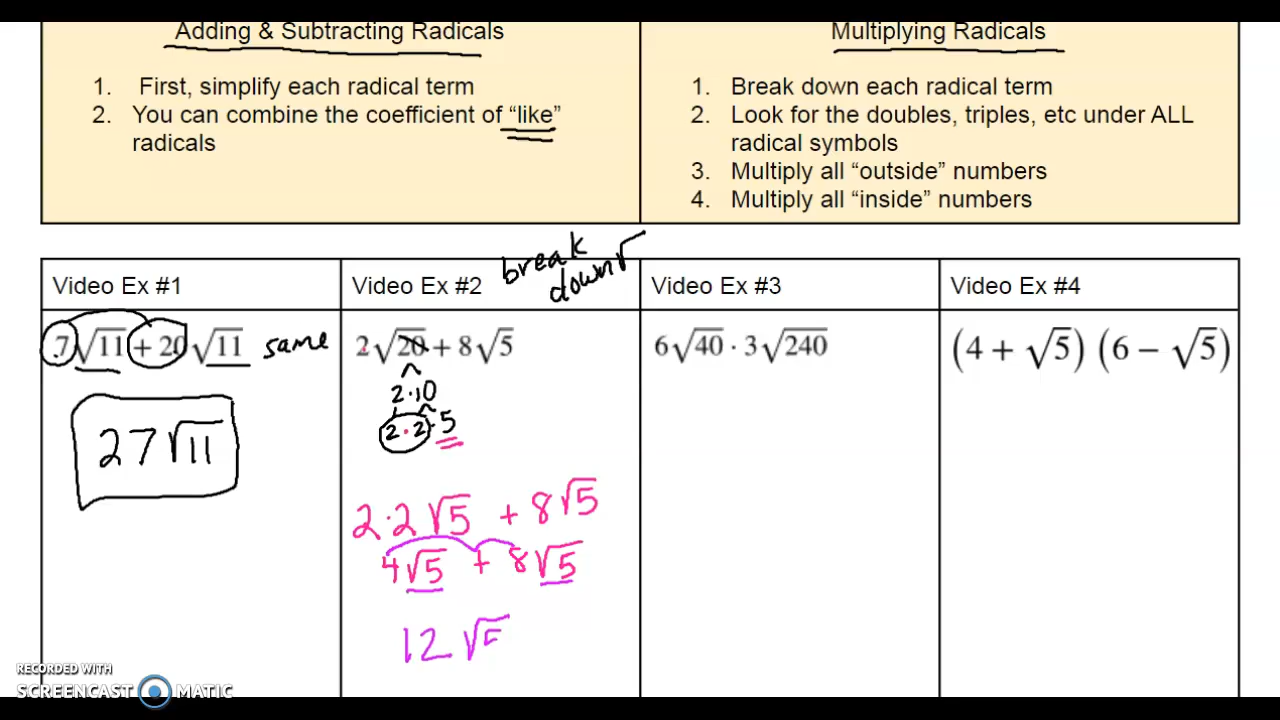 Adding & Subtracting Radicals
1. First, simplify each radical term
2. You can combine the coefficient of “like”
radicals
Multiplying Radicals
1. Break down each radical term
2. Look for the doubles, triples, etc under ALL
radical symbols
3. Multiply all “outside” numbers
4. Multiply all “inside” numbers
Video Ex #1
7√11 + 20√11 same
27√11
Video Ex #2
break
down√
2√20 + 8√5
2·10
2·2·5
2·2√5 + 8√5
4√5 + 8√5
12√5
Video Ex #3
6√40 · 3√240
Video Ex #4
(4 + √5) (6 − √5)
RECORDED WITH
SCREENCAST MATIC